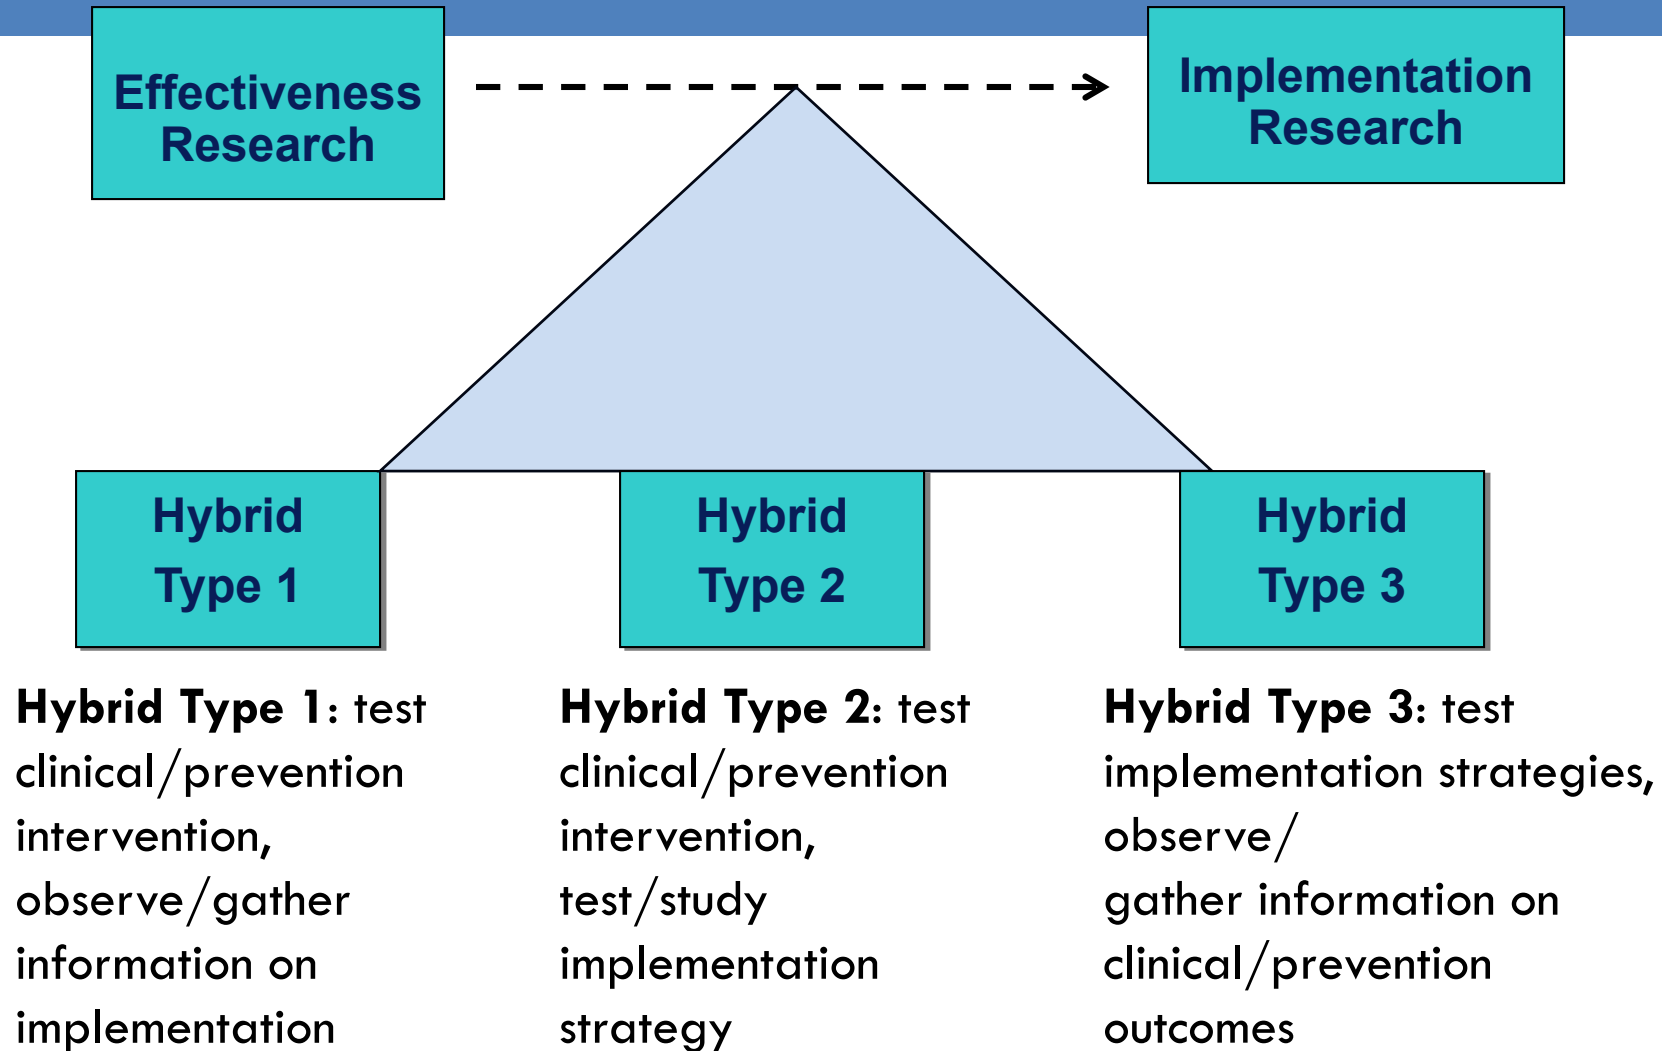 Effectiveness
Research
Implementation
Research
Hybrid
Type 1
Hybrid
Type 2
Hybrid
Type 3
Hybrid Type 1: test
clinical/prevention
intervention,
observe/gather
information on
implementation
Hybrid Type 2: test
clinical/prevention
intervention,
test/study
implementation
strategy
Hybrid Type 3: test
implementation strategies,
observe/
gather information on
clinical/prevention
outcomes